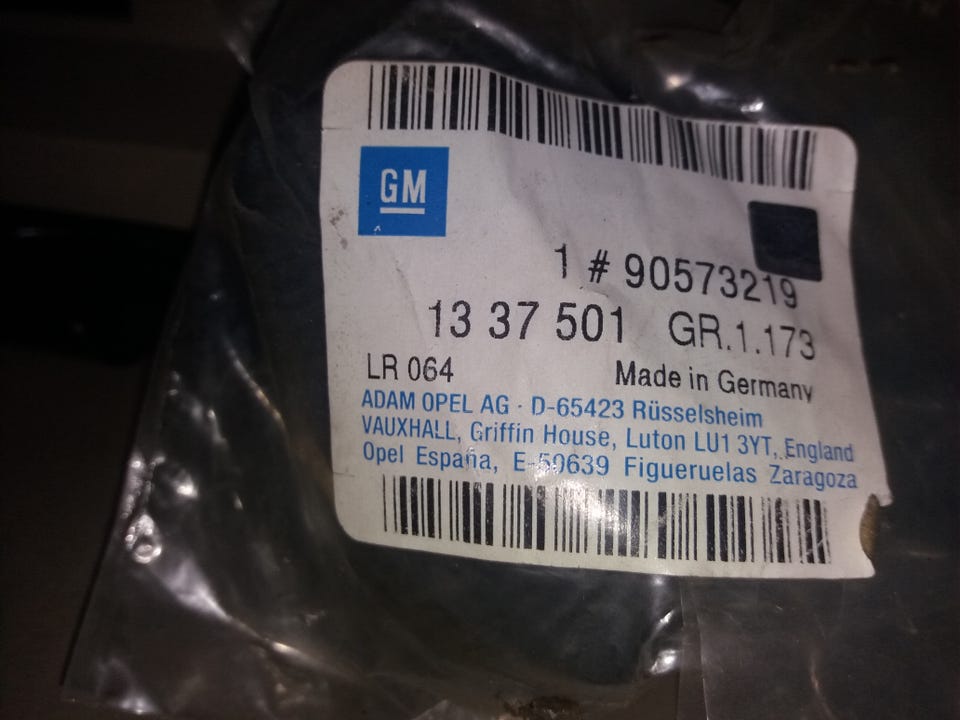 GM
1 # 90573219
13 37 501 GR.1.173
LR 064 Made in Germany
ADAM OPEL AG · D-65423 Rüsselsheim
VAUXHALL, Griffin House, Luton LU1 3YT, England
Opel España, E-50639 Figueruelas Zaragoza